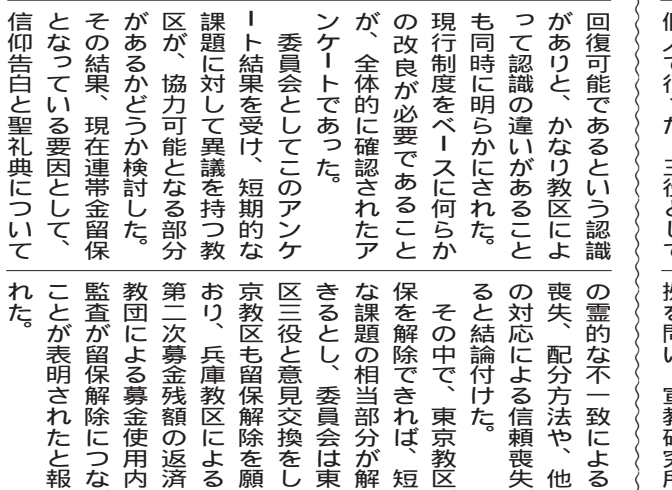 回復可能であるという認識
がありと、かなり教区によ
って認識の違いがあること
も同時に明らかにされた。
現行制度をベースに何らか
の改良が必要であること
が、全体的に確認されたア
ンケートであった。
委員会としてこのアンケ
ート結果を受け、短期的な
課題に対して異議を持つ教
区が、協力可能となる部分
があるかどうか検討した。
その結果、現在連帯金留保
となっている要因として、
信仰告白と聖礼典について
の霊的な不一致による
喪失、配分方法や、他
の対応による信頼喪失
ると結論付けた。
その中で、東京教区
保を解除できれば、短
な課題の相当部分が解
きるとし、委員会は東
区三役と意見交換をし
京教区も留保解除を願
おり、兵庫教区による
第二次募金残額の返済
教団による募金使用内
監査が留保解除につな
ことが表明されたと報
れた。